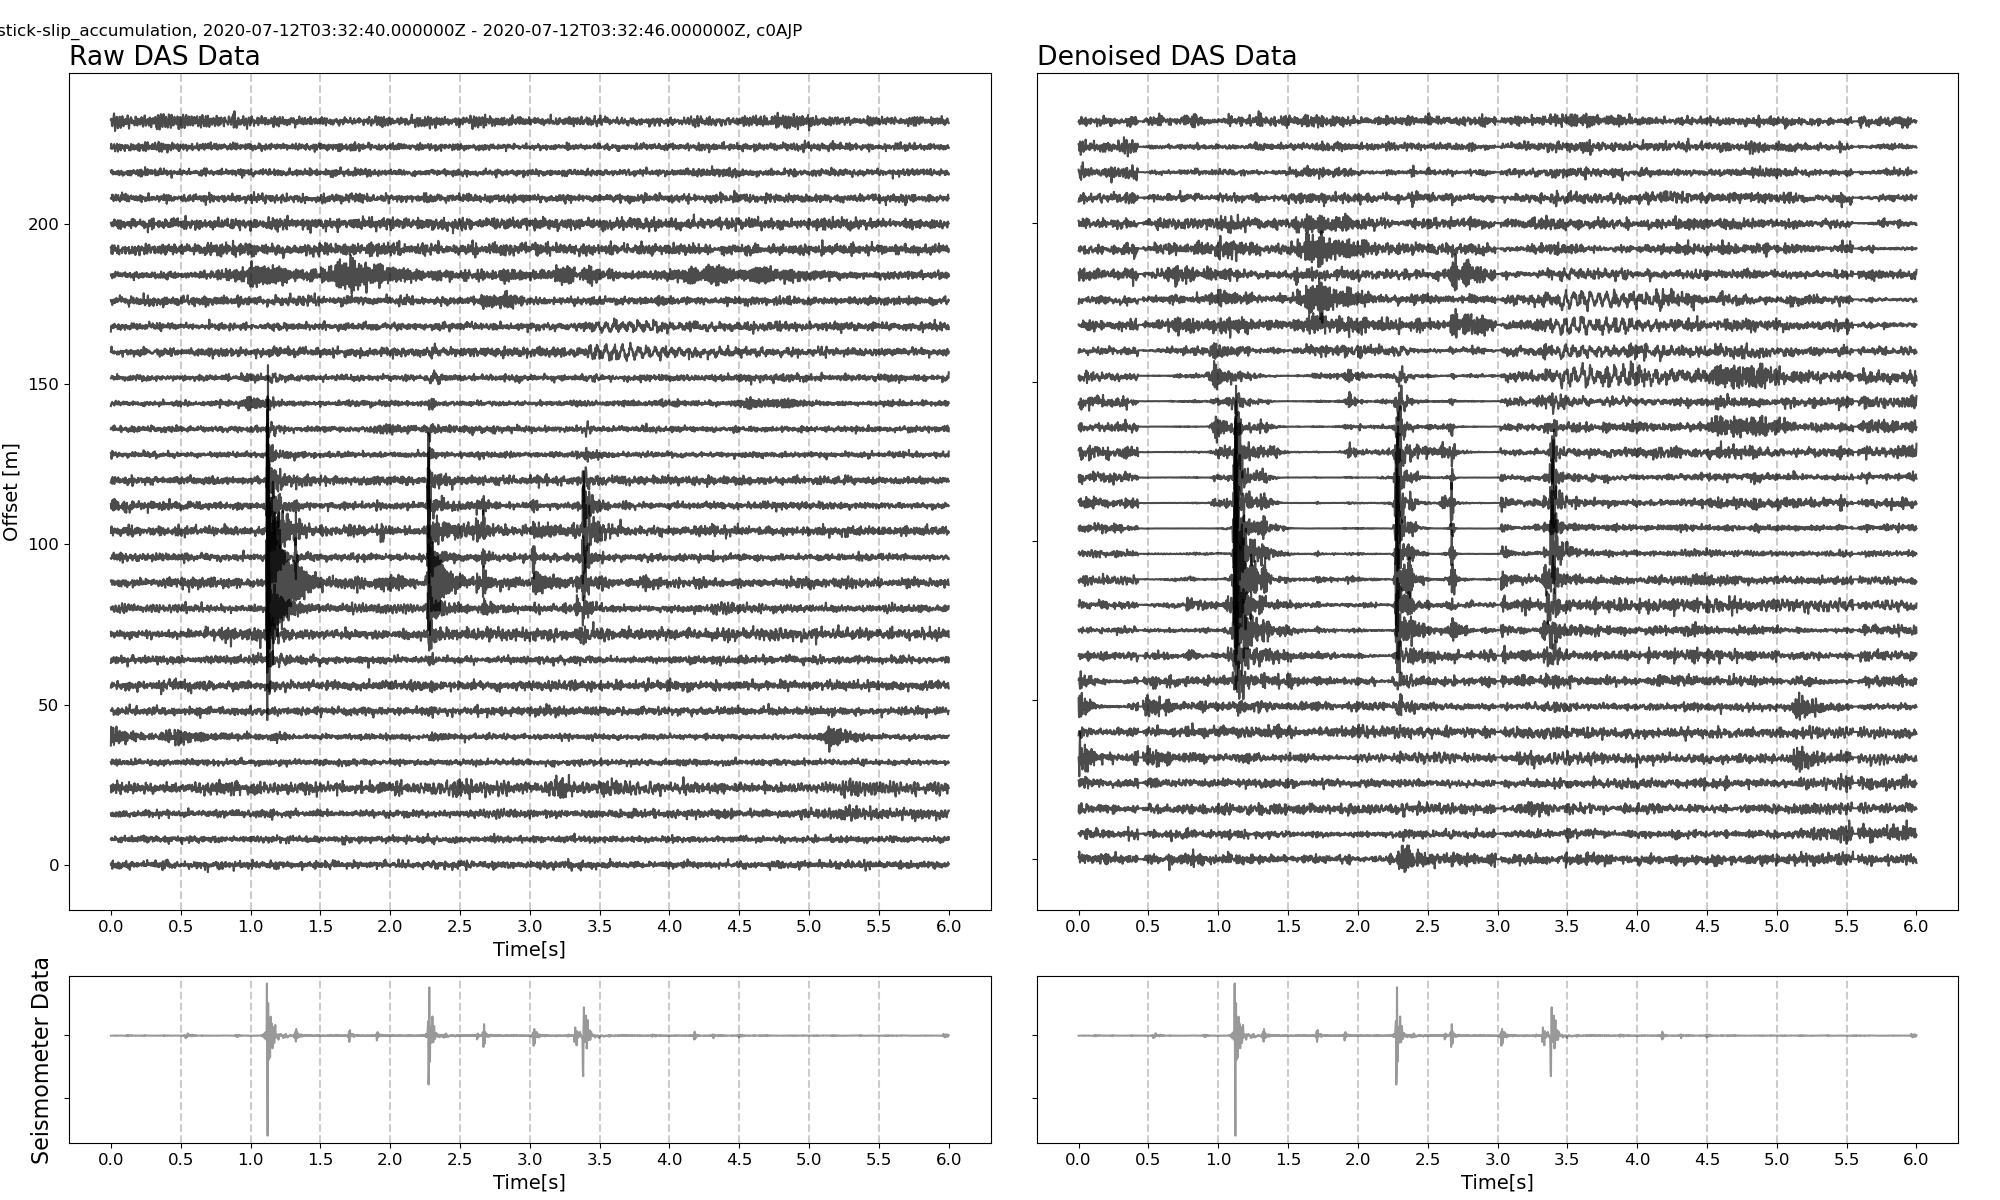 stick-slip_accumulation, 2020-07-12T03:32:40.000000Z - 2020-07-12T03:32:46.000000Z, c0AJP
Raw DAS Data
Denoised DAS Data
Offset [m]
200
150
100
50
0
0.0 0.5 1.0 1.5 2.0 2.5 3.0 3.5 4.0 4.5 5.0 5.5 6.0
Time[s]
0.0 0.5 1.0 1.5 2.0 2.5 3.0 3.5 4.0 4.5 5.0 5.5 6.0
Seismometer Data
0.0 0.5 1.0 1.5 2.0 2.5 3.0 3.5 4.0 4.5 5.0 5.5 6.0
Time[s]
0.0 0.5 1.0 1.5 2.0 2.5 3.0 3.5 4.0 4.5 5.0 5.5 6.0
Time[s]